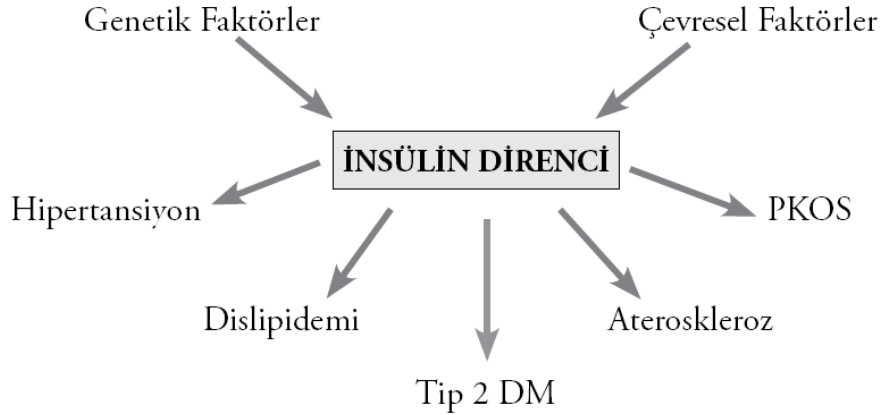 Genetik Faktörler
Çevresel Faktörler
İNSÜLİN DİRENCİ
Hipertansiyon
PKOS
Dislipidemi
Ateroskleroz
Tip 2 DM